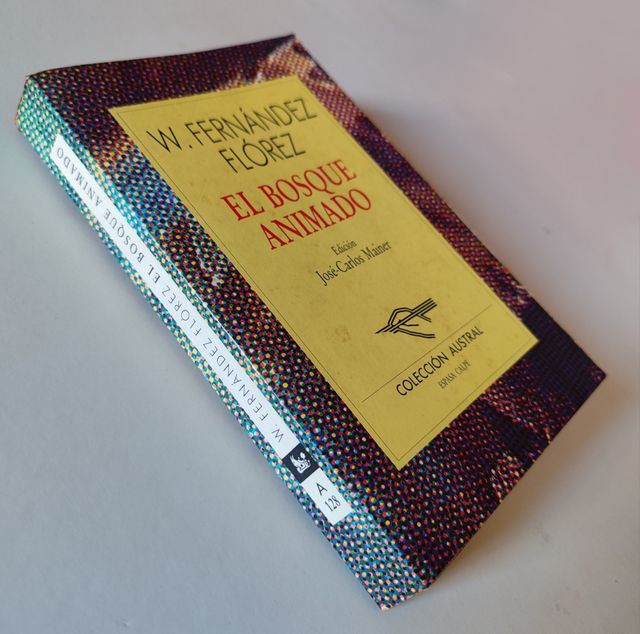 W. FERNÁNDEZ
FLÓREZ
EL BOSQUE
ANIMADO
Edición
José-Carlos Mainer
COLECCIÓN AUSTRAL
ESPASA CALPE
W. FERNÁNDEZ FLÓREZ EL BOSQUE ANIMADO
A
128